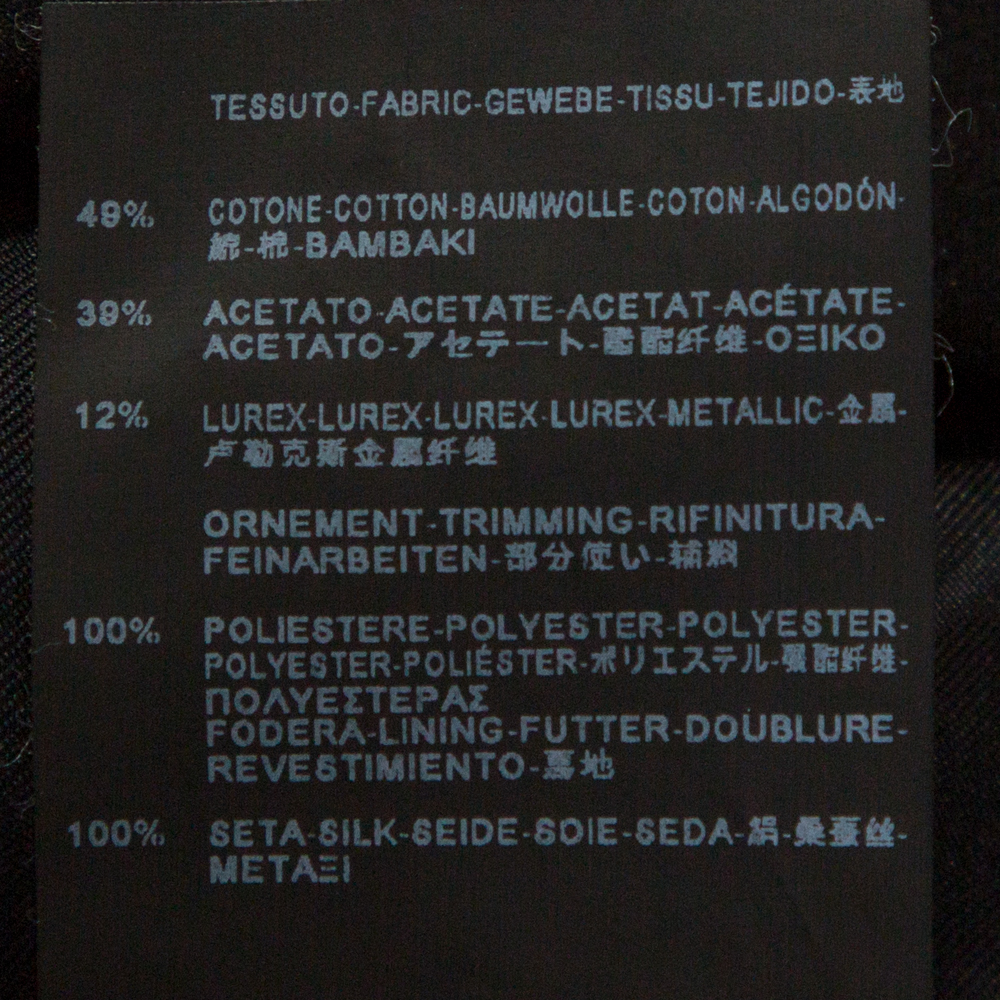 TESSUTO-FABRIC-GEWEBE-TISSU-TEJIDO-表地
49% COTONE-COTTON-BAUMWOLLE-COTON-ALGODÓN-
綿-棉-BAMBAKI
39% ACETATO-ACETATE-ACETAT-ACÉTATE-
ACETATO-アセテート-醋酯纤维-ΟΞΙΚΟ
12% LUREX-LUREX-LUREX-LUREX-METALLIC-金属-
卢勒克斯金属纤维
ORNEMENT-TRIMMING-RIFINITURA-
FEINARBEITEN-部分使い-辅料
100% POLIESTERE-POLYESTER-POLYESTER-
POLYESTER-POLIÉSTER-ポリエステル-聚酯纤维-
ΠΟΛΥΕΣΤΕΡΑΣ
FODERA-LINING-FUTTER-DOUBLURE-
REVESTIMIENTO-裏地
100% SETA-SILK-SEIDE-SOIE-SEDA-絹-桑蚕丝-
ΜΕΤΑΞΙ